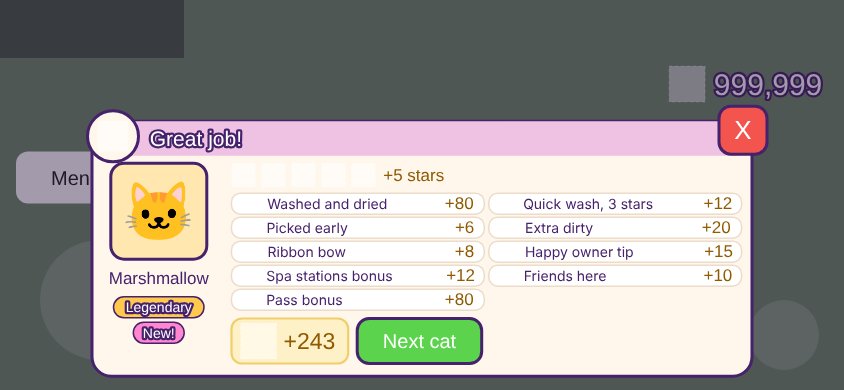 999,999
Great job!
X
Men
+5 stars
Washed and dried +80
Quick wash, 3 stars +12
Picked early +6
Extra dirty +20
Ribbon bow +8
Happy owner tip +15
Spa stations bonus +12
Friends here +10
Pass bonus +80
Marshmallow
Legendary
New!
+243
Next cat